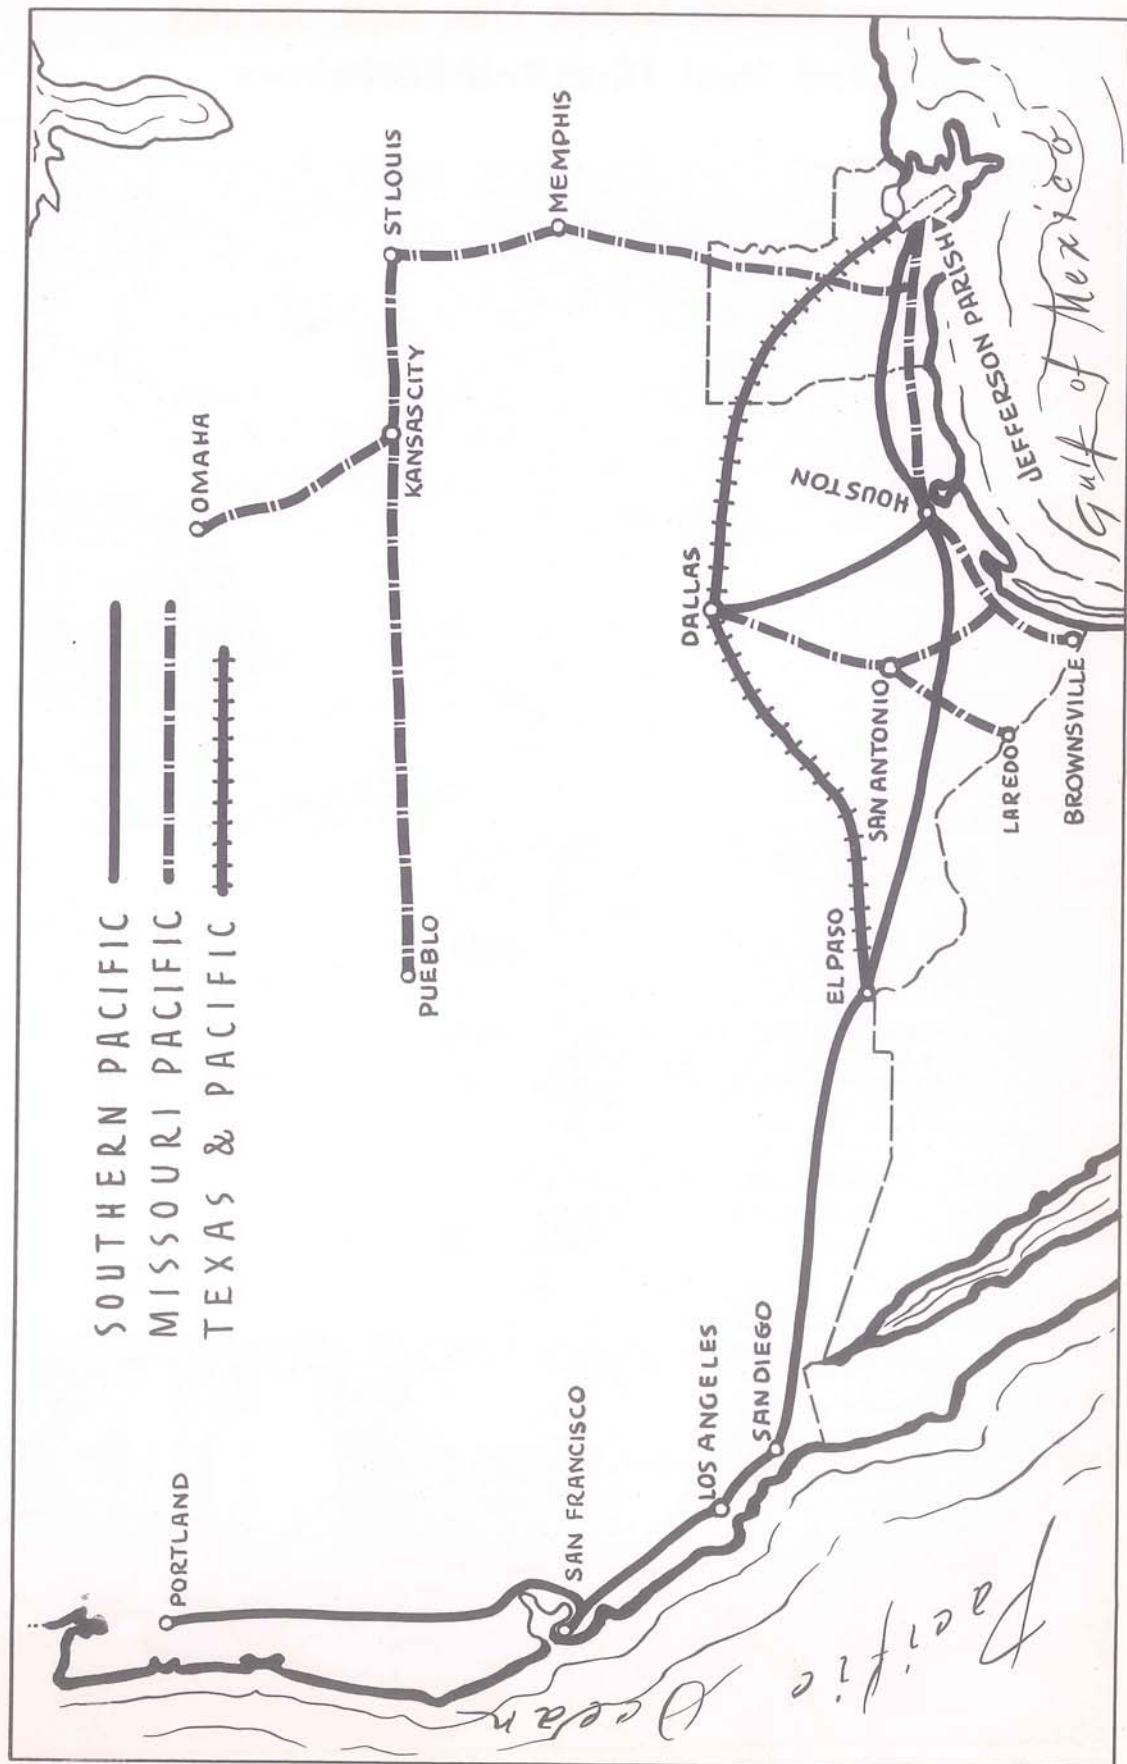 SOUTHERN PACIFIC
MISSOURI PACIFIC
TEXAS & PACIFIC
PORTLAND
OMAHA
ST LOUIS
KANSAS CITY
PUEBLO
MEMPHIS
SAN FRANCISCO
LOS ANGELES
SAN DIEGO
DALLAS
EL PASO
HOUSTON
SAN ANTONIO
LAREDO
BROWNSVILLE
JEFFERSON PARISH
Gulf of Mexico
Pacific Ocean